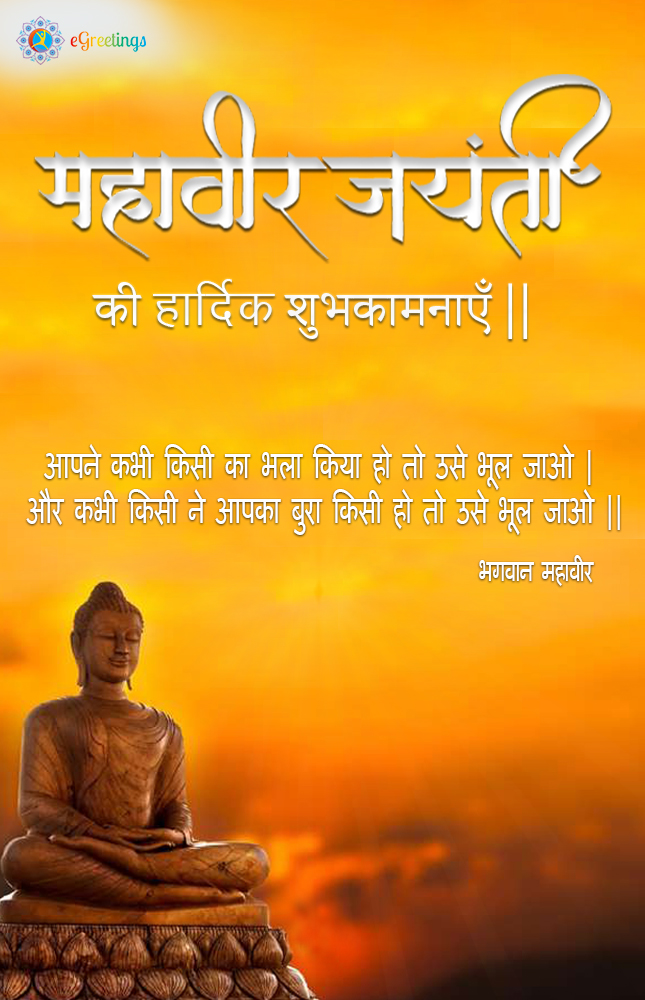 eGreetings
महावीर जयंती
की हार्दिक शुभकामनाएँ ||
आपने कभी किसी का भला किया हो तो उसे भूल जाओ |
और कभी किसी ने आपका बुरा किसी हो तो उसे भूल जाओ ||
भगवान महावीर